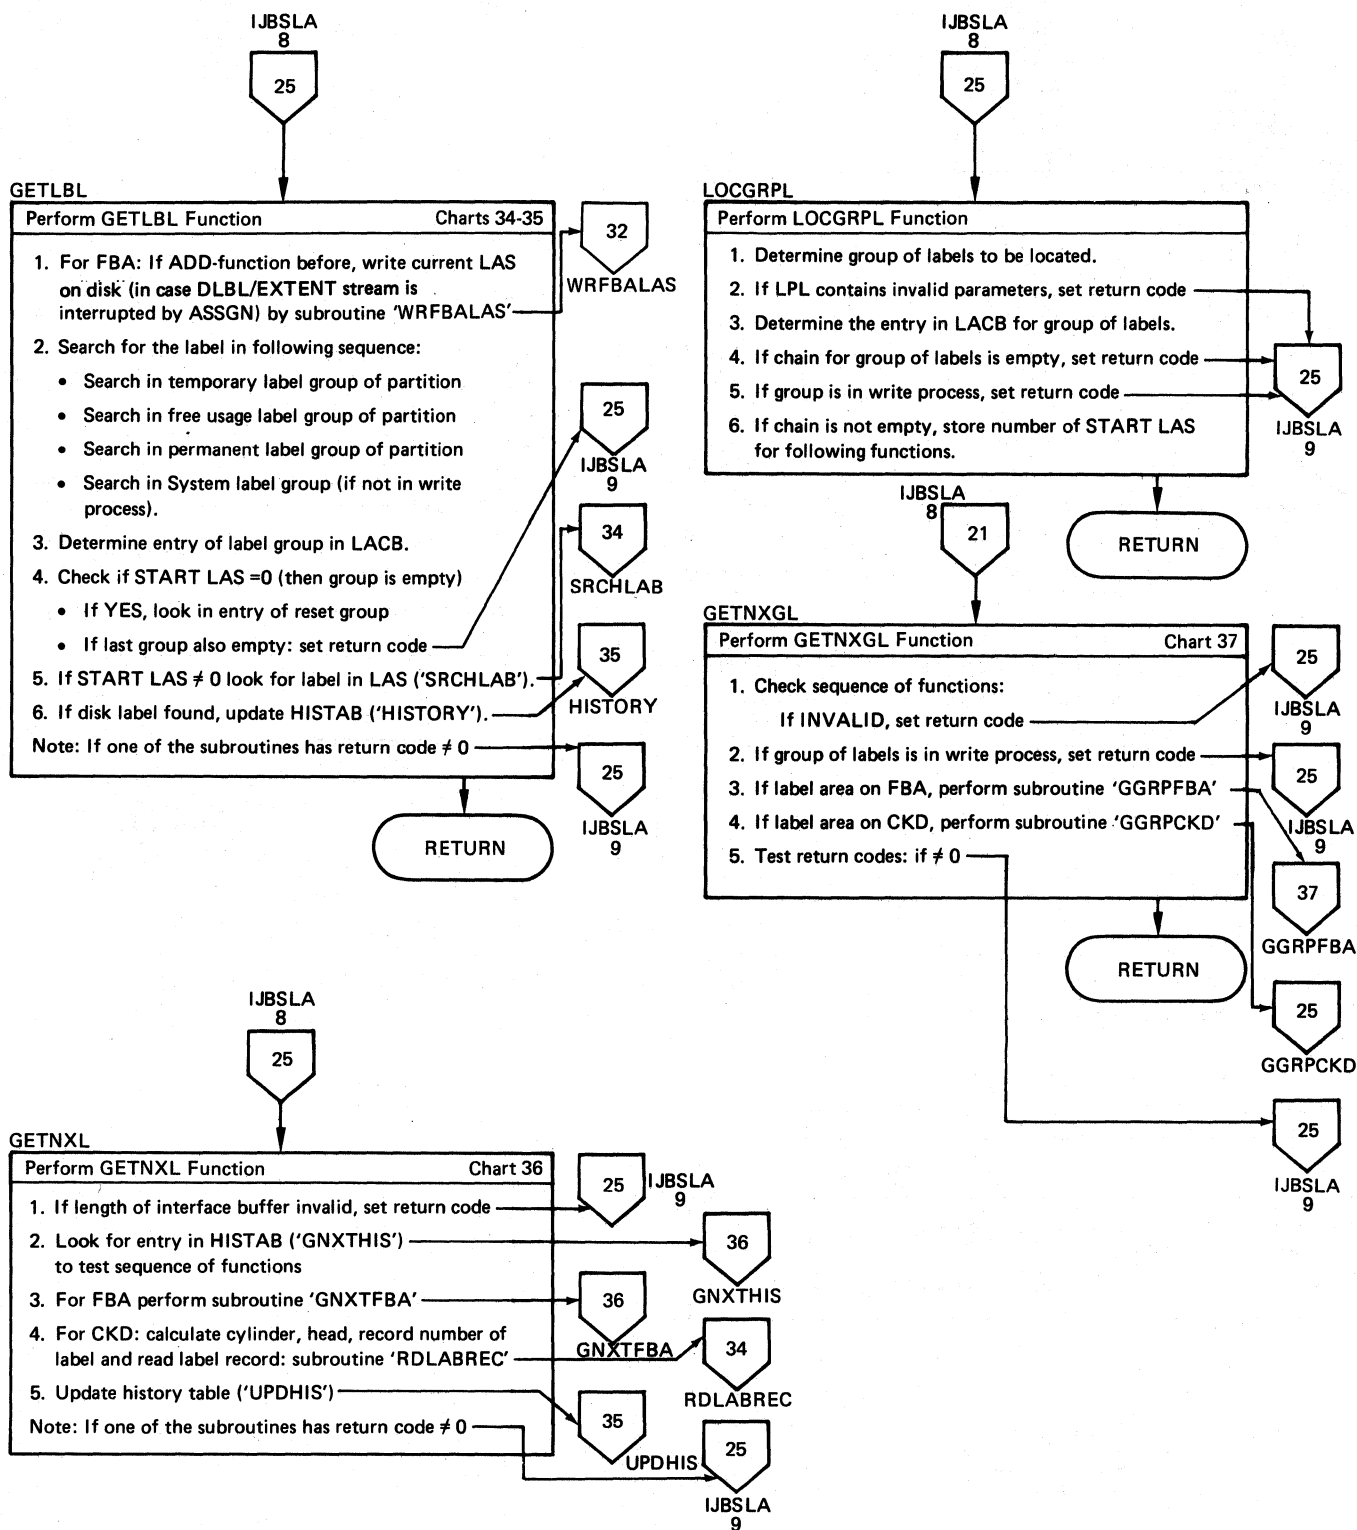 IJBSLA
8
25
GETLBL
Perform GETLBL Function Charts 34-35
1. For FBA: If ADD-function before, write current LAS
on disk (in case DLBL/EXTENT stream is
interrupted by ASSGN) by subroutine 'WRFBALAS'
2. Search for the label in following sequence:
• Search in temporary label group of partition
• Search in free usage label group of partition
• Search in permanent label group of partition
• Search in System label group (if not in write
process).
3. Determine entry of label group in LACB.
4. Check if START LAS =0 (then group is empty)
• If YES, look in entry of reset group
• If last group also empty: set return code
5. If START LAS ≠ 0 look for label in LAS ('SRCHLAB').
6. If disk label found, update HISTAB ('HISTORY').
Note: If one of the subroutines has return code ≠ 0
32
WRFBALAS
25
IJBSLA
9
34
SRCHLAB
35
HISTORY
25
IJBSLA
9
RETURN
IJBSLA
8
25
LOCGRPL
Perform LOCGRPL Function
1. Determine group of labels to be located.
2. If LPL contains invalid parameters, set return code
3. Determine the entry in LACB for group of labels.
4. If chain for group of labels is empty, set return code
5. If group is in write process, set return code
6. If chain is not empty, store number of START LAS
for following functions.
25
IJBSLA
9
RETURN
IJBSLA
8
21
GETNXGL
Perform GETNXGL Function Chart 37
1. Check sequence of functions:
If INVALID, set return code
2. If group of labels is in write process, set return code
3. If label area on FBA, perform subroutine 'GGRPFBA'
4. If label area on CKD, perform subroutine 'GGRPCKD'
5. Test return codes: if ≠ 0
25
IJBSLA
9
25
IJBSLA
9
37
GGRPFBA
25
GGRPCKD
25
IJBSLA
9
RETURN
IJBSLA
8
25
GETNXL
Perform GETNXL Function Chart 36
1. If length of interface buffer invalid, set return code
2. Look for entry in HISTAB ('GNXTHIS')
to test sequence of functions
3. For FBA perform subroutine 'GNXTFBA'
4. For CKD: calculate cylinder, head, record number of
label and read label record: subroutine 'RDLABREC'
5. Update history table ('UPDHIS')
Note: If one of the subroutines has return code ≠ 0
25
IJBSLA
9
36
GNXTHIS
36
GNXTFBA
34
RDLABREC
35
UPDHIS
25
IJBSLA
9